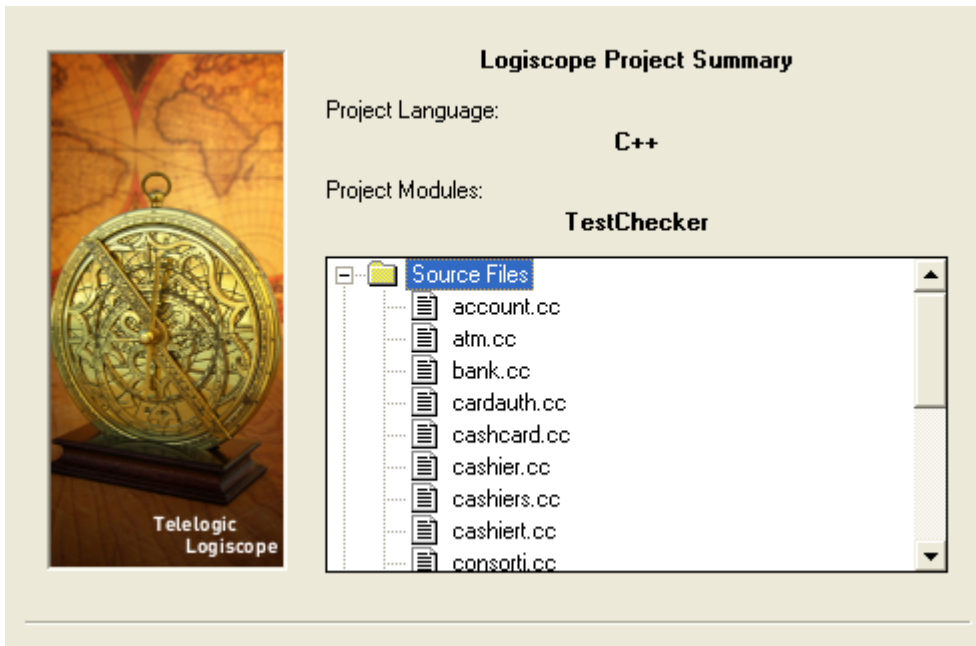 Logiscope Project Summary
Project Language:
C++
Project Modules:
TestChecker
Source Files
account.cc
atm.cc
bank.cc
cardauth.cc
cashcard.cc
cashier.cc
cashiers.cc
cashiert.cc
consorti.cc
Telelogic
Logiscope